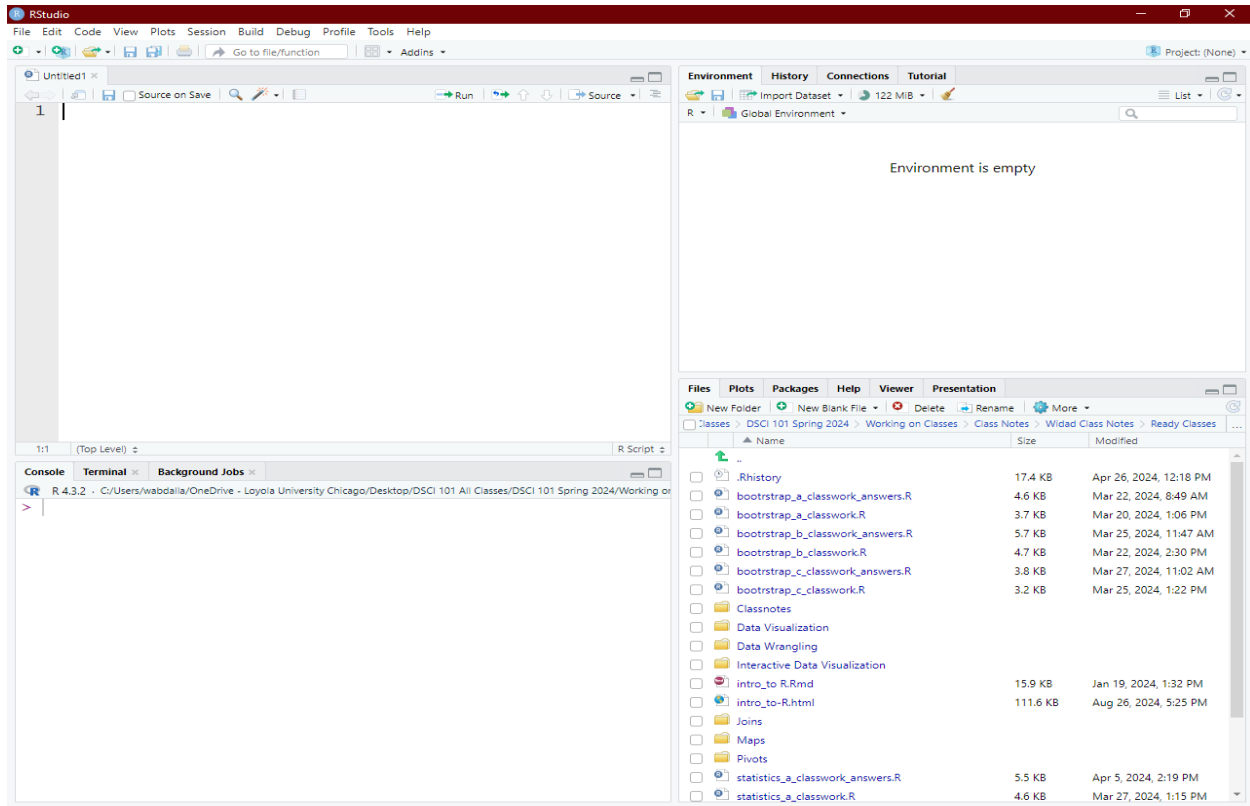 RStudio
File Edit Code View Plots Session Build Debug Profile Tools Help
Go to file/function Addins Project: (None)
Untitled1
Source on Save Run Source
1
1:1 (Top Level) R Script
Console Terminal Background Jobs
R 4.3.2 · C:/Users/wabdalla/OneDrive - Loyola University Chicago/Desktop/DSCI 101 All Classes/DSCI 101 Spring 2024/Working or
>
Environment History Connections Tutorial
Import Dataset 122 MiB List
R Global Environment
Environment is empty
Files Plots Packages Help Viewer Presentation
New Folder New Blank File Delete Rename More
Classes > DSCI 101 Spring 2024 > Working on Classes > Class Notes > Widad Class Notes > Ready Classes ...
Name Size Modified
..
.Rhistory 17.4 KB Apr 26, 2024, 12:18 PM
bootrstrap_a_classwork_answers.R 4.6 KB Mar 22, 2024, 8:49 AM
bootrstrap_a_classwork.R 3.7 KB Mar 20, 2024, 1:06 PM
bootrstrap_b_classwork_answers.R 5.7 KB Mar 25, 2024, 11:47 AM
bootrstrap_b_classwork.R 4.7 KB Mar 22, 2024, 2:30 PM
bootrstrap_c_classwork_answers.R 3.8 KB Mar 27, 2024, 11:02 AM
bootrstrap_c_classwork.R 3.2 KB Mar 25, 2024, 1:22 PM
Classnotes
Data Visualization
Data Wrangling
Interactive Data Visualization
intro_to R.Rmd 15.9 KB Jan 19, 2024, 1:32 PM
intro_to-R.html 111.6 KB Aug 26, 2024, 5:25 PM
Joins
Maps
Pivots
statistics_a_classwork_answers.R 5.5 KB Apr 5, 2024, 2:19 PM
statistics_a_classwork.R 4.6 KB Mar 27, 2024, 1:15 PM